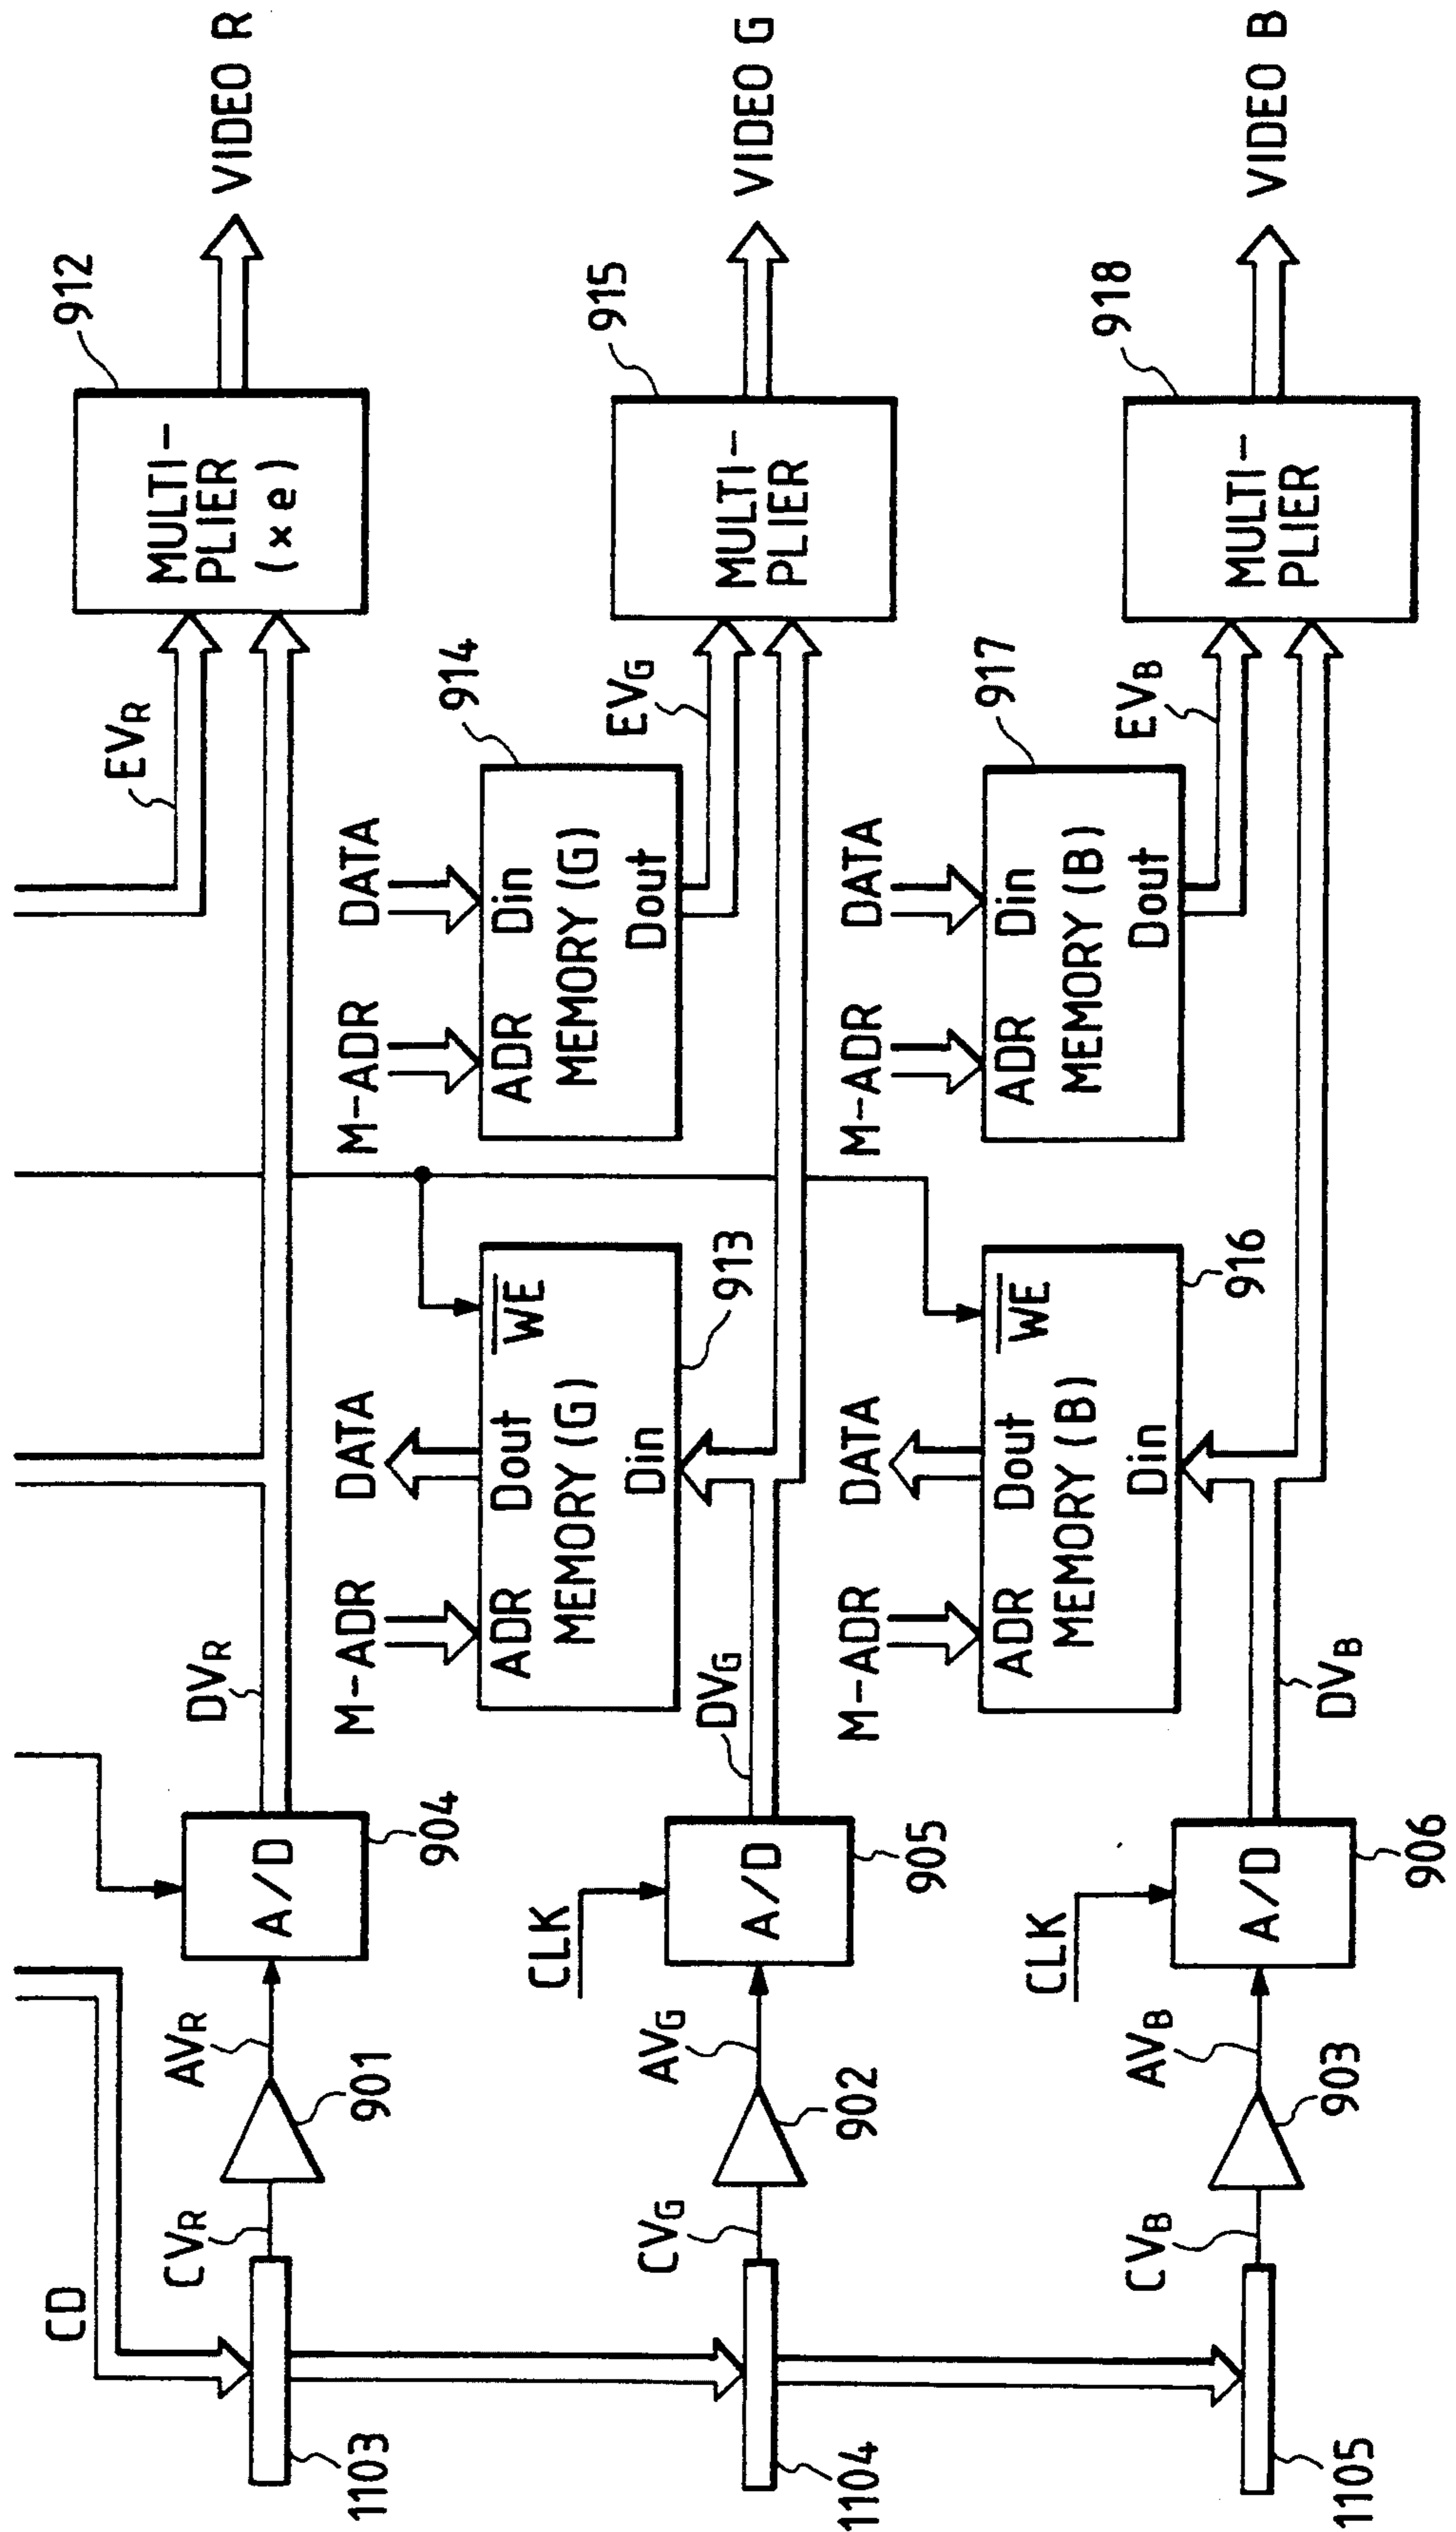 CD
1103
CVR
901
AVR
904
A/D
DVR
EVR
MULTI-
PLIER
(×e)
912
VIDEO R
1104
CVG
902
AVG
CLK
905
A/D
DVG
M-ADR
DATA
ADR
Dout
WE
MEMORY (G)
Din
913
M-ADR
DATA
ADR
Din
MEMORY (G)
Dout
914
EVG
MULTI-
PLIER
915
VIDEO G
1105
CVB
903
AVB
CLK
906
A/D
DVB
M-ADR
DATA
ADR
Dout
WE
MEMORY (B)
Din
916
M-ADR
DATA
ADR
Din
MEMORY (B)
Dout
917
EVB
MULTI-
PLIER
918
VIDEO B